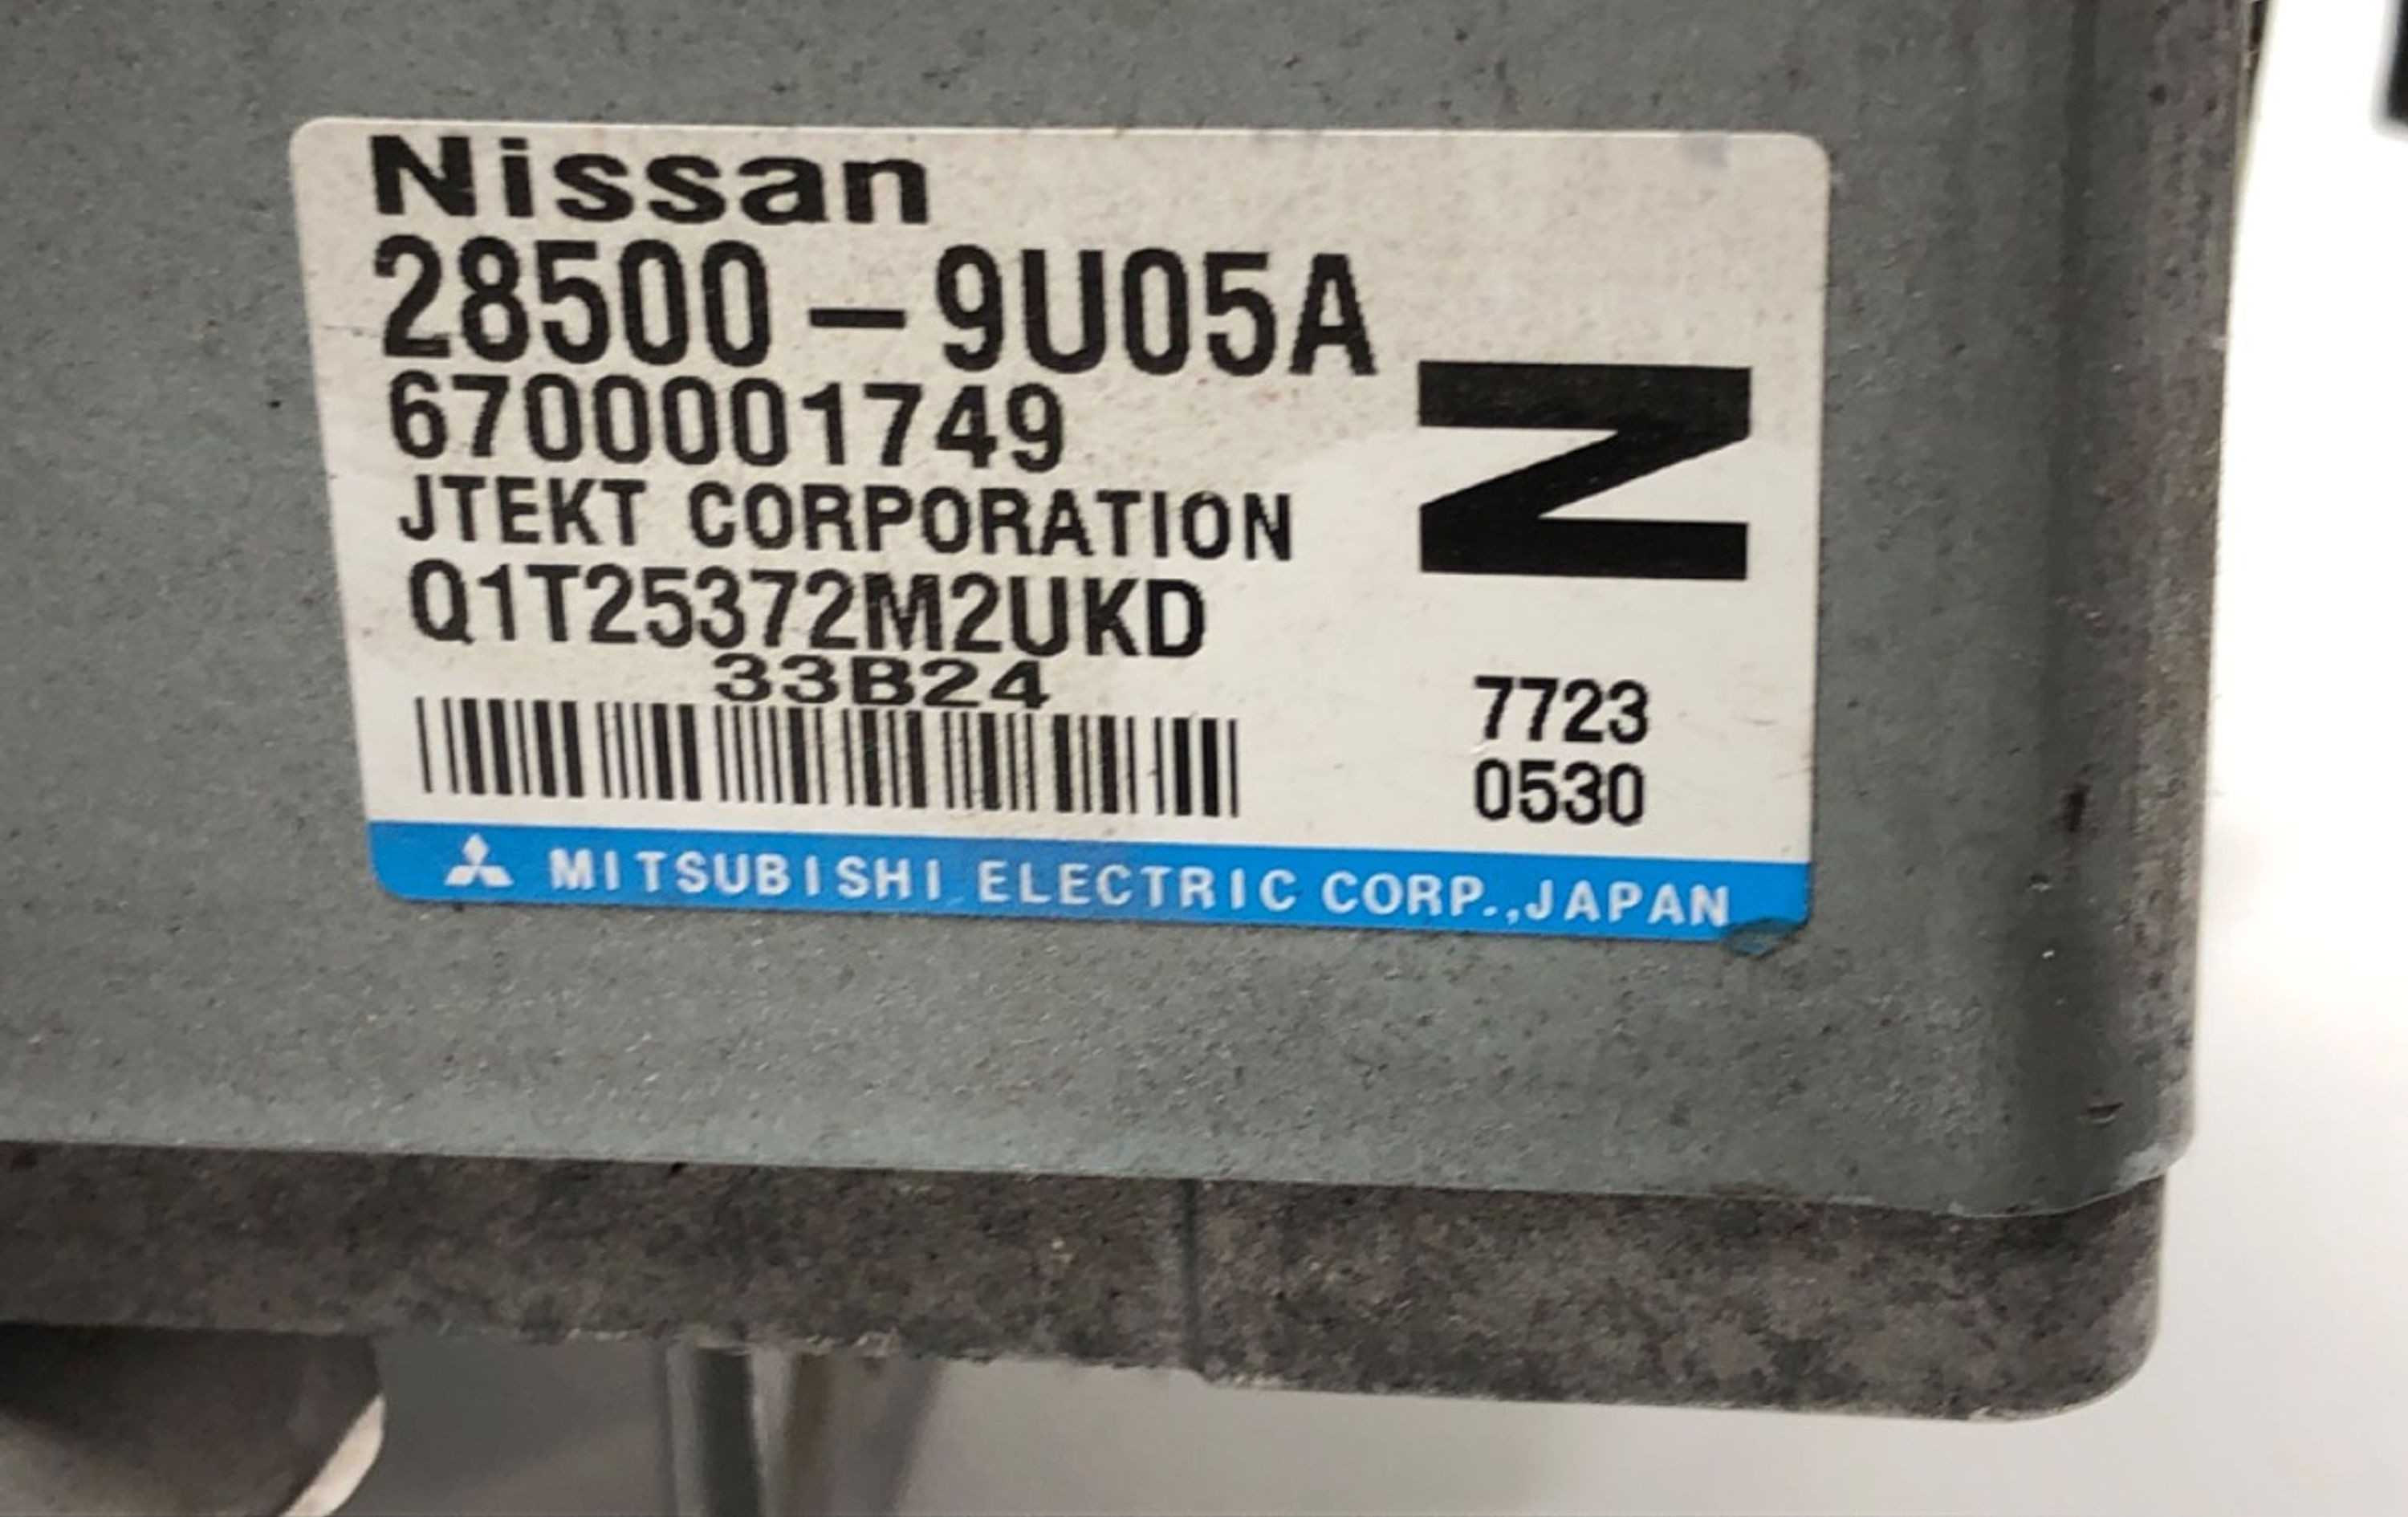 Nissan
28500-9U05A
6700001749
JTEKT CORPORATION
Q1T25372M2UKD
33B24
N
7723
0530
MITSUBISHI ELECTRIC CORP.,JAPAN